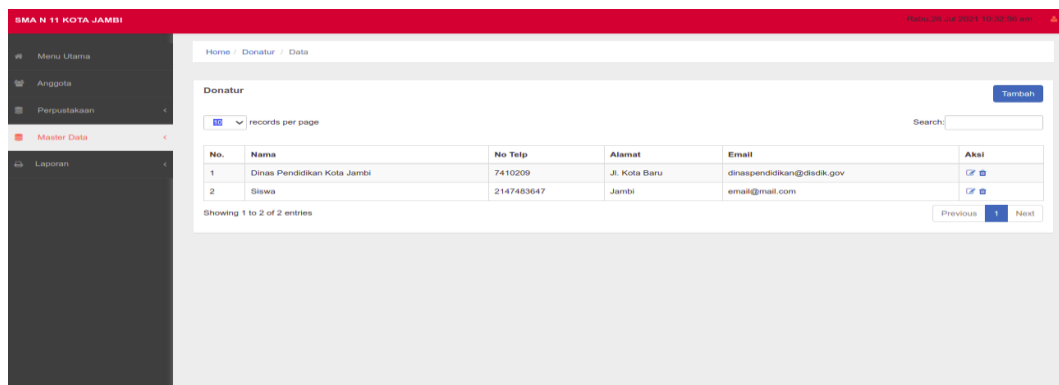 SMA N 11 KOTA JAMBI
Menu Utama
Anggota
Perpustakaan
Master Data
Laporan
Home / Donatur / Data
Donatur
Tambah
10 records per page
Search:
No. Nama No Telp Alamat Email Aksi
1 Dinas Pendidikan Kota Jambi 7410209 Jl. Kota Baru dinaspendidikan@disdik.gov
2 Siswa 2147483647 Jambi email@mail.com
Showing 1 to 2 of 2 entries
Previous 1 Next